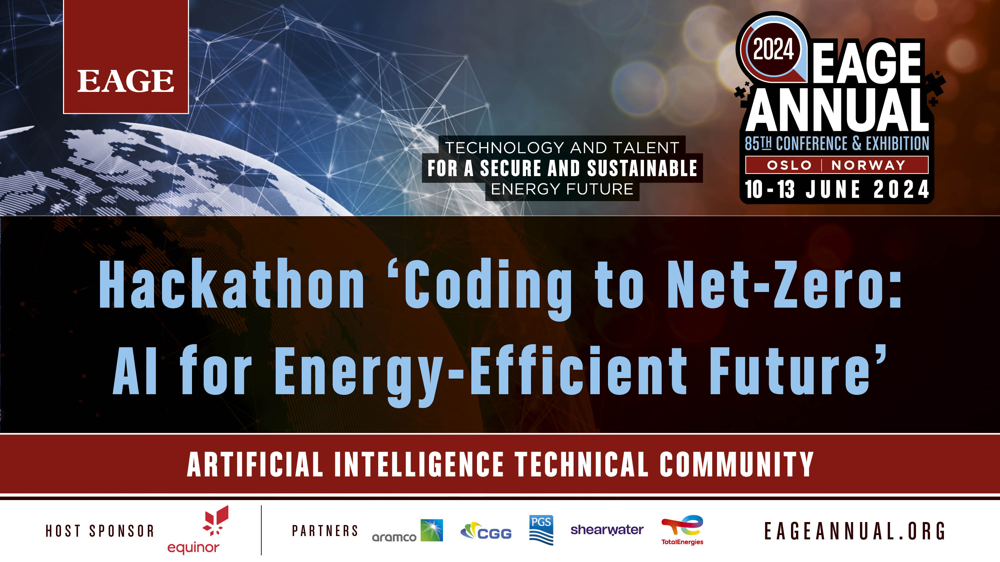 EAGE
2024
EAGE
ANNUAL
85TH CONFERENCE & EXHIBITION
OSLO | NORWAY
10-13 JUNE 2024
TECHNOLOGY AND TALENT
FOR A SECURE AND SUSTAINABLE
ENERGY FUTURE
Hackathon ‘Coding to Net-Zero:
AI for Energy-Efficient Future’
ARTIFICIAL INTELLIGENCE TECHNICAL COMMUNITY
HOST SPONSOR
equinor
PARTNERS
aramco
CGG
PGS
shearwater
TotalEnergies
EAGEANNUAL.ORG